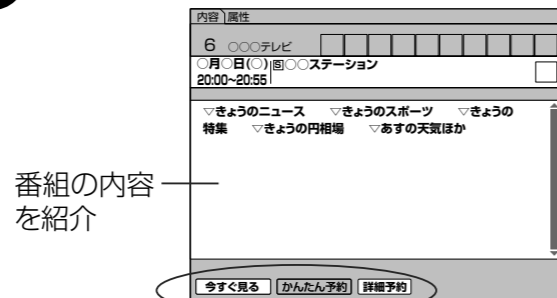 内容 属性
6 ○○○テレビ
○月○日(○) 回○○ステーション
20:00~20:55
▽きょうのニュース ▽きょうのスポーツ ▽きょうの
特集 ▽きょうの円相場 ▽あすの天気ほか
番組の内容
を紹介
今すぐ見る かんたん予約 詳細予約